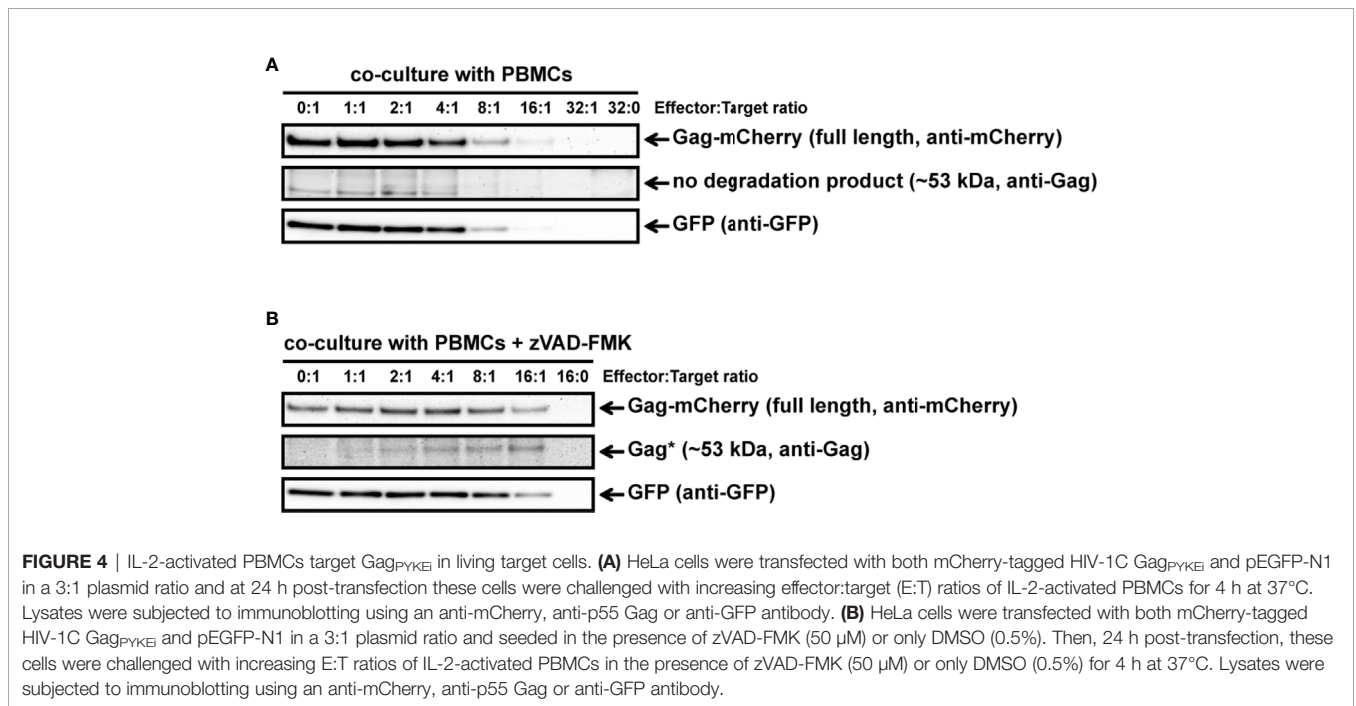 A
co-culture with PBMCs
0:1 1:1 2:1 4:1 8:1 16:1 32:1 32:0 Effector:Target ratio
Gag-mCherry (full length, anti-mCherry)
no degradation product (~53 kDa, anti-Gag)
GFP (anti-GFP)
B
co-culture with PBMCs + zVAD-FMK
0:1 1:1 2:1 4:1 8:1 16:1 16:0 Effector:Target ratio
Gag-mCherry (full length, anti-mCherry)
Gag* (~53 kDa, anti-Gag)
GFP (anti-GFP)
FIGURE 4 | IL-2-activated PBMCs target GagPYKEi in living target cells. (A) HeLa cells were transfected with both mCherry-tagged HIV-1C GagPYKEi and pEGFP-N1
in a 3:1 plasmid ratio and at 24 h post-transfection these cells were challenged with increasing effector:target (E:T) ratios of IL-2-activated PBMCs for 4 h at 37°C.
Lysates were subjected to immunoblotting using an anti-mCherry, anti-p55 Gag or anti-GFP antibody. (B) HeLa cells were transfected with both mCherry-tagged
HIV-1C GagPYKEi and pEGFP-N1 in a 3:1 plasmid ratio and seeded in the presence of zVAD-FMK (50 µM) or only DMSO (0.5%). Then, 24 h post-transfection, these
cells were challenged with increasing E:T ratios of IL-2-activated PBMCs in the presence of zVAD-FMK (50 µM) or only DMSO (0.5%) for 4 h at 37°C. Lysates were
subjected to immunoblotting using an anti-mCherry, anti-p55 Gag or anti-GFP antibody.